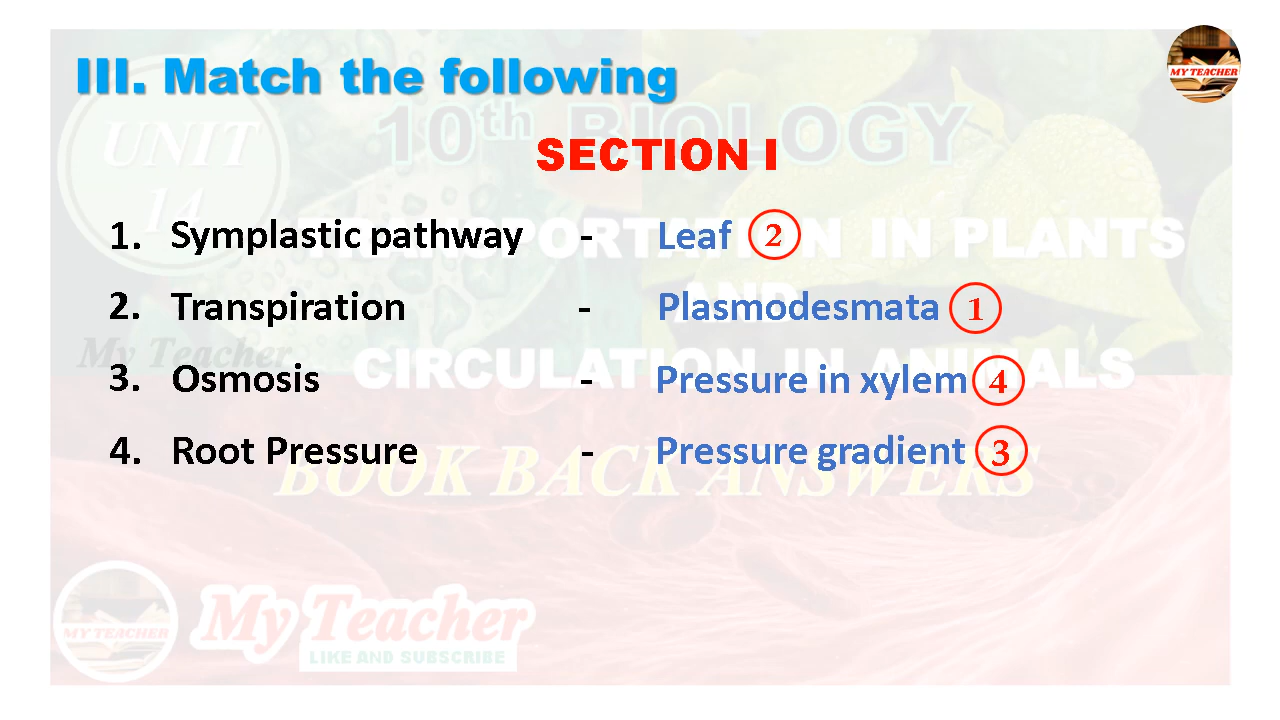 III. Match the following
MY TEACHER
10th BIOLOGY
UNIT
14
SECTION I
1. Symplastic pathway - Leaf 2
TRANSPORTATION IN PLANTS
2. Transpiration - Plasmodesmata 1
AND
My Teacher
3. Osmosis - Pressure in xylem 4
CIRCULATION IN ANIMALS
4. Root Pressure - Pressure gradient 3
BOOK BACK ANSWERS
MY TEACHER
My Teacher
LIKE AND SUBSCRIBE